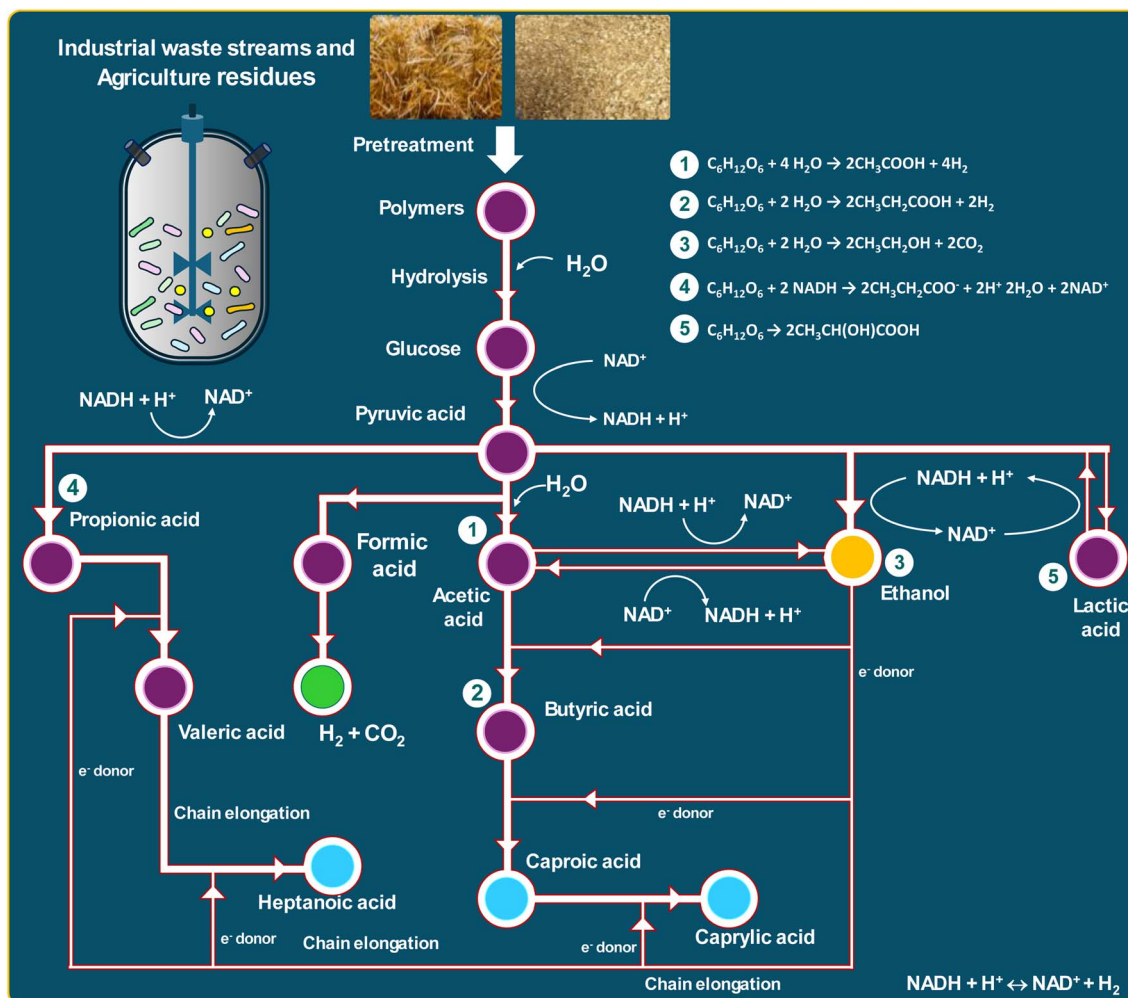 Industrial waste streams and
Agriculture residues
Pretreatment
Polymers
Hydrolysis
H₂O
Glucose
NAD⁺
NADH + H⁺
Pyruvic acid
1 C₆H₁₂O₆ + 4 H₂O → 2CH₃COOH + 4H₂
2 C₆H₁₂O₆ + 2 H₂O → 2CH₃CH₂COOH + 2H₂
3 C₆H₁₂O₆ + 2 H₂O → 2CH₃CH₂OH + 2CO₂
4 C₆H₁₂O₆ + 2 NADH → 2CH₃CH₂COO⁻ + 2H⁺ 2H₂O + 2NAD⁺
5 C₆H₁₂O₆ → 2CH₃CH(OH)COOH
NADH + H⁺
NAD⁺
4
Propionic acid
Formic
acid
H₂O
1
Acetic
acid
NADH + H⁺
NAD⁺
NAD⁺
NADH + H⁺
3
Ethanol
NADH + H⁺
NAD⁺
5
Lactic
acid
Valeric acid
H₂ + CO₂
2
Butyric acid
e⁻ donor
e⁻ donor
Chain elongation
e⁻ donor
Heptanoic acid
Caproic acid
Caprylic acid
e⁻ donor
Chain elongation
e⁻ donor
Chain elongation
NADH + H⁺ ↔ NAD⁺ + H₂